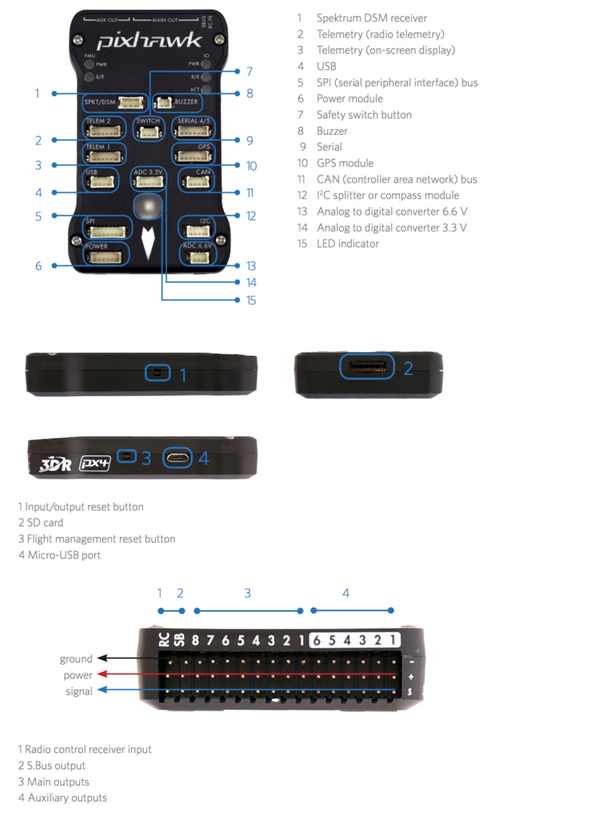 AUX OUT
MAIN OUT
pixhawk
FMU
IO
PWR
PWR
B/E
B/E
ACT
SPKT/DSM
BUZZER
TELEM 2
SWITCH
SERIAL 4/5
TELEM 1
GPS
USB
ADC 3.3V
CAN
SPI
I2C
POWER
ADC 6.6V
1
2
3
4
5
6
7
8
9
10
11
12
13
14
15
1 Spektrum DSM receiver
2 Telemetry (radio telemetry)
3 Telemetry (on-screen display)
4 USB
5 SPI (serial peripheral interface) bus
6 Power module
7 Safety switch button
8 Buzzer
9 Serial
10 GPS module
11 CAN (controller area network) bus
12 I²C splitter or compass module
13 Analog to digital converter 6.6 V
14 Analog to digital converter 3.3 V
15 LED indicator
1
2
3DR px4 3 4
1 Input/output reset button
2 SD card
3 Flight management reset button
4 Micro-USB port
1 2 3 4
RC SB 8 7 6 5 4 3 2 1 6 5 4 3 2 1
ground -
power +
signal S
1 Radio control receiver input
2 S.Bus output
3 Main outputs
4 Auxiliary outputs